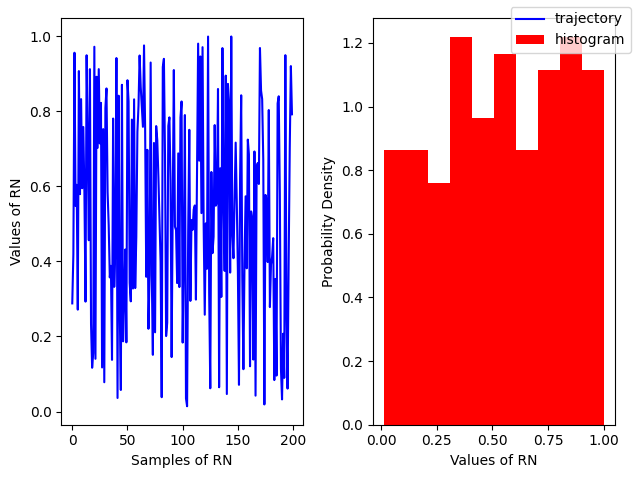 trajectory
histogram
1.0
0.8
0.6
0.4
0.2
0.0
Values of RN
0 50 100 150 200
Samples of RN
1.2
1.0
0.8
0.6
0.4
0.2
0.0
Probability Density
0.00 0.25 0.50 0.75 1.00
Values of RN